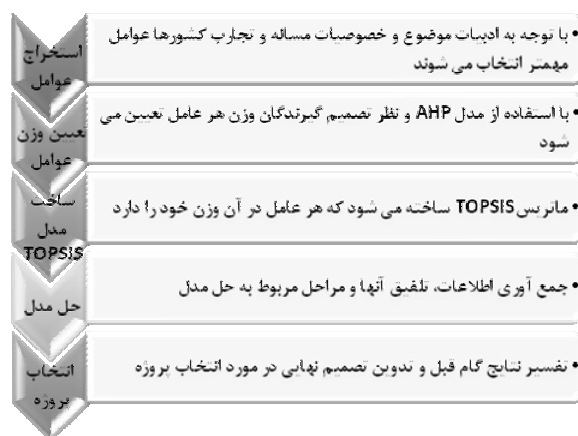 استخراج
عوامل
• با توجه به ادبیات موضوع و خصوصیات مساله و تجارب کشورها عوامل
مهمتر انتخاب می شوند
تعیین وزن
عوامل
• با استفاده از مدل AHP و نظر تصمیم گیرندگان وزن هر عامل تعیین می
شود
ساخت
مدل
TOPSIS
• ماتریس TOPSIS ساخته می شود که هر عامل در آن وزن خود را دارد
حل مدل
• جمع آوری اطلاعات، تلفیق آنها و مراحل مربوط به حل مدل
انتخاب
پروژه
• تفسیر نتایج گام قبل و تدوین تصمیم نهایی در مورد انتخاب پروژه